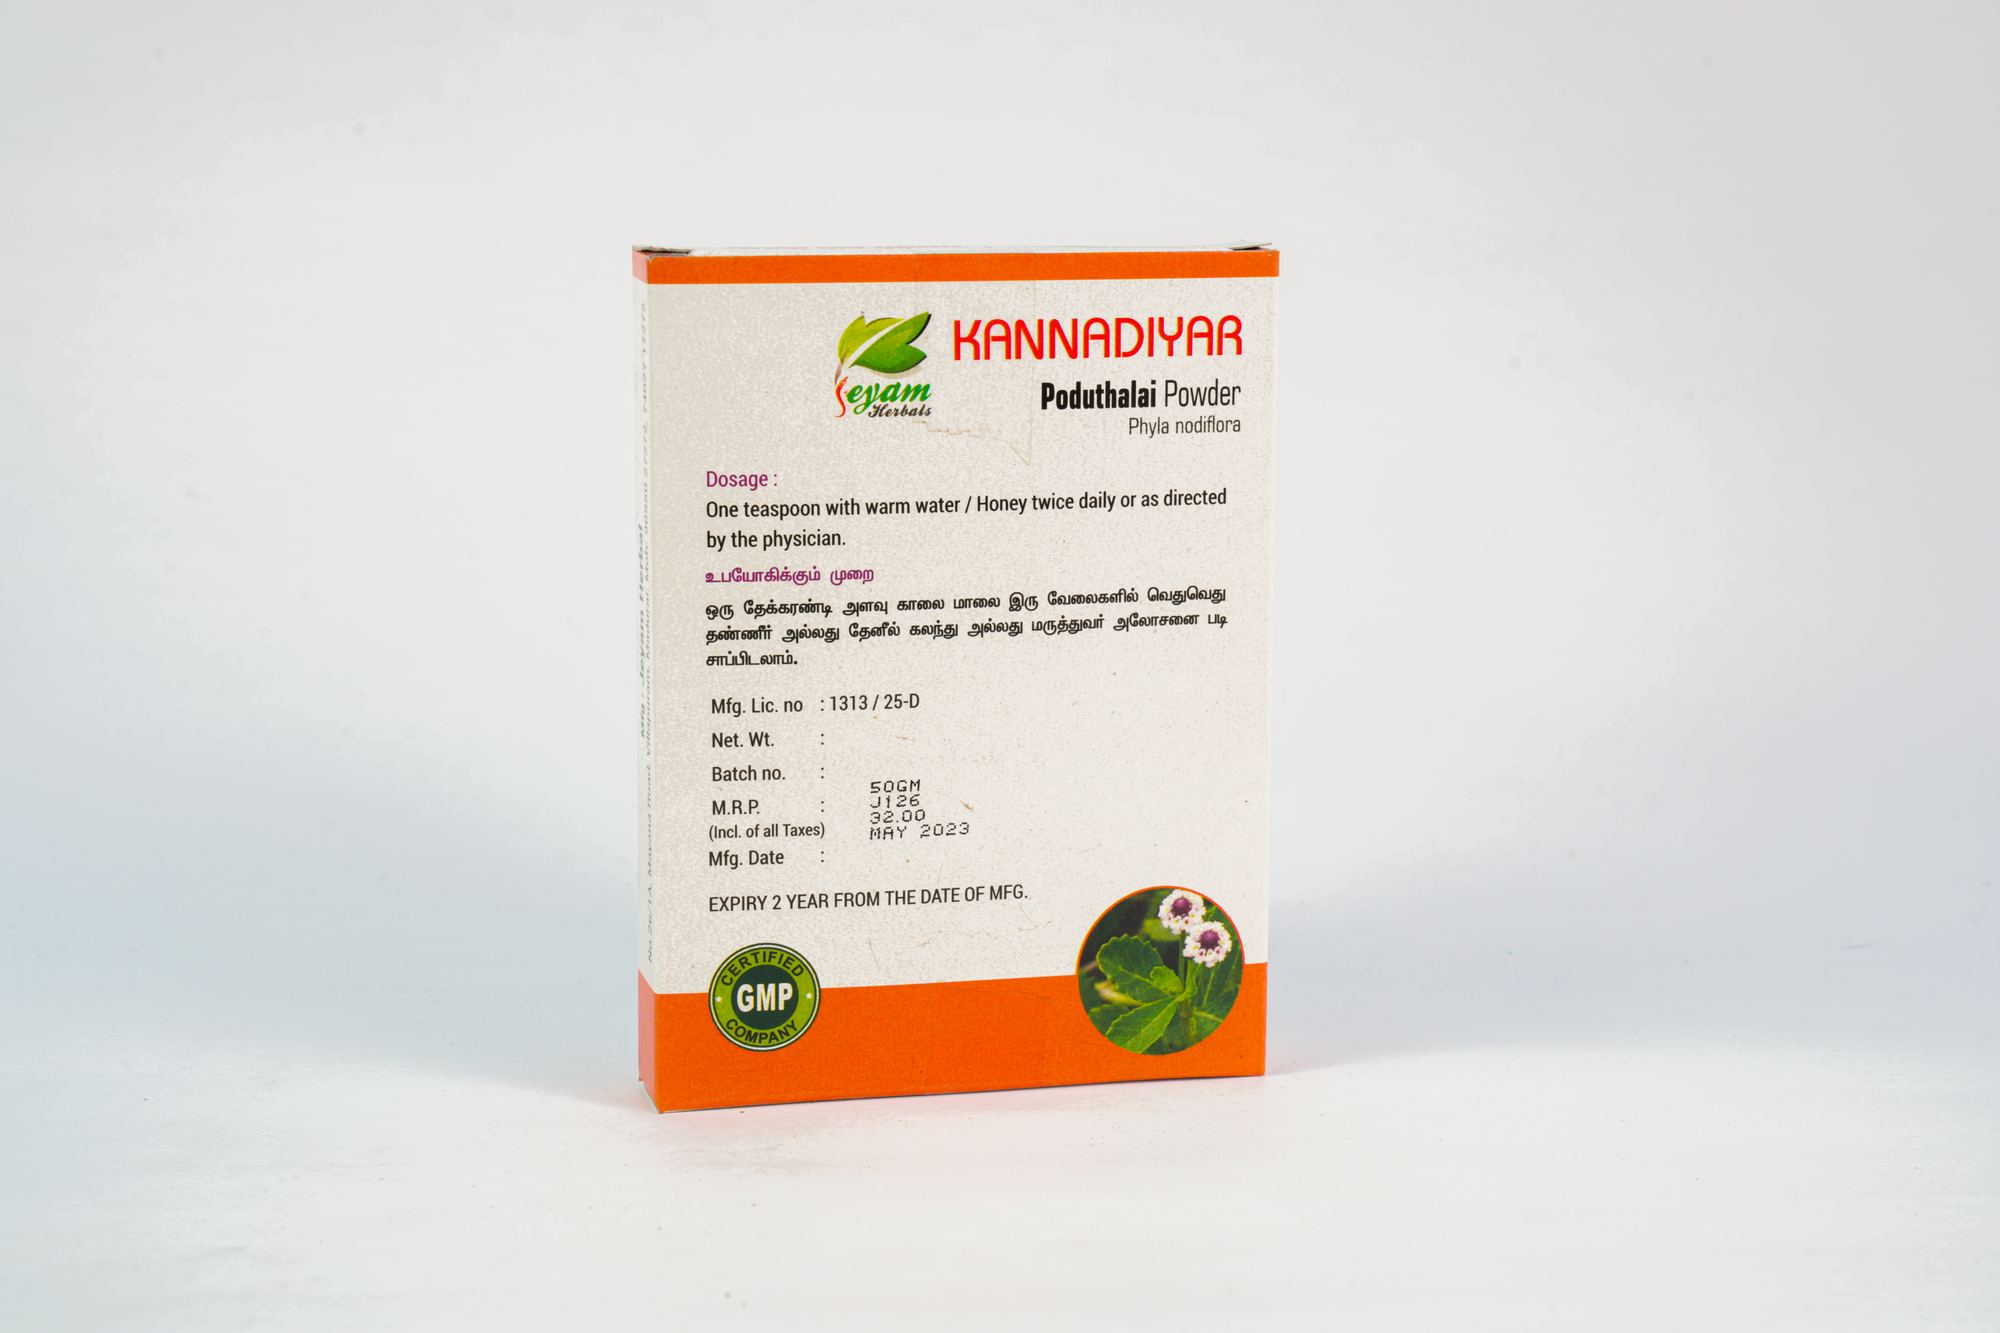 Seyam
Herbals
KANNADIYAR
Poduthalai Powder
Phyla nodiflora
Dosage :
One teaspoon with warm water / Honey twice daily or as directed
by the physician.
உபயோகிக்கும் முறை
ஒரு தேக்கரண்டி அளவு காலை மாலை இரு வேலைகளில் வெதுவெது
தண்ணீர் அல்லது தேனீல் கலந்து அல்லது மருத்துவர் அலோசனை படி
சாப்பிடலாம்.
Mfg. Lic. no : 1313 / 25-D
Net. Wt. :
Batch no. :
M.R.P. :
(Incl. of all Taxes)
Mfg. Date :
50GM
J126
32.00
MAY 2023
EXPIRY 2 YEAR FROM THE DATE OF MFG.
CERTIFIED
GMP
COMPANY
Mfg : Jeyam Herbal